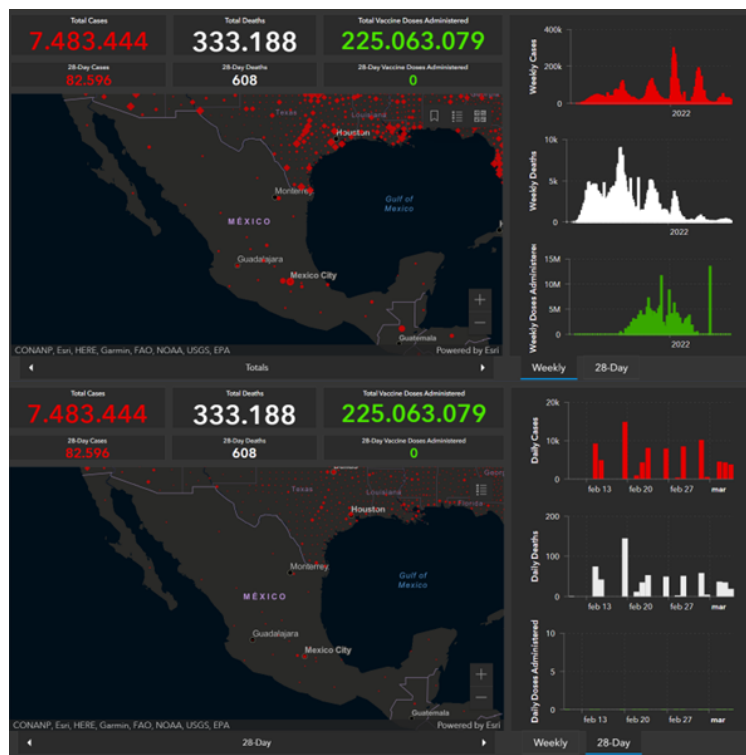 Total Cases
7.483.444
Total Deaths
333.188
Total Vaccine Doses Administered
225.063.079
28-Day Cases
82.596
28-Day Deaths
608
28-Day Vaccine Doses Administered
0
Texas
Louisiana
Houston
Monterrey
Gulf of
Mexico
MÉXICO
Guadalajara
Mexico City
Guatemala
CONANP, Esri, HERE, Garmin, FAO, NOAA, USGS, EPA
Powered by Esri
Totals
Weekly Cases
400k
200k
0
2022
Weekly Deaths
10k
5k
0
2022
Weekly Doses Administered
15M
10M
5M
0
2022
Weekly
28-Day
Total Cases
7.483.444
Total Deaths
333.188
Total Vaccine Doses Administered
225.063.079
28-Day Cases
82.596
28-Day Deaths
608
28-Day Vaccine Doses Administered
0
Texas
Louisiana
Florida
Houston
Monterrey
Gulf of
Mexico
MÉXICO
Guadalajara
Mexico City
Guatemala
CONANP, Esri, HERE, Garmin, FAO, NOAA, USGS, EPA
Powered by Esri
28-Day
Daily Cases
20k
10k
0
feb 13
feb 20
feb 27
mar
Daily Deaths
200
100
0
feb 13
feb 20
feb 27
mar
Daily Doses Administered
10
5
0
feb 13
feb 20
feb 27
mar
Weekly
28-Day